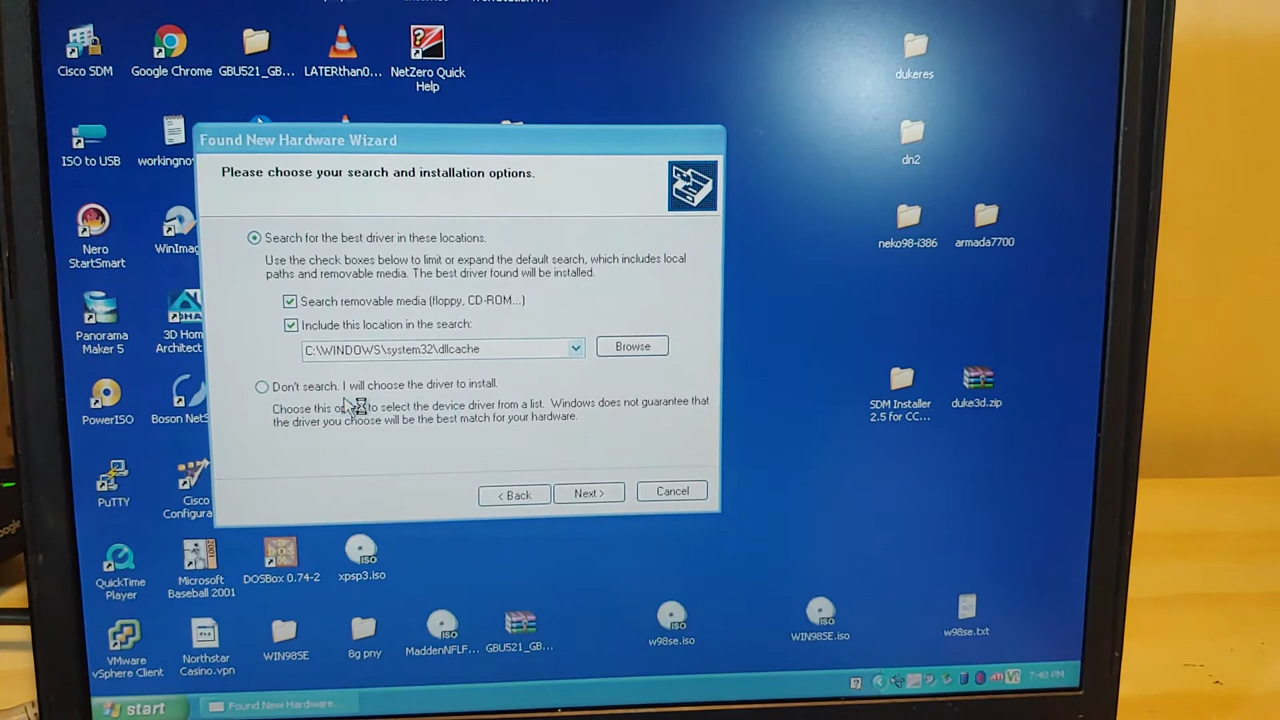 Cisco SDM
Google Chrome
GBU521_GB...
LATERthan0...
NetZero Quick
Help
dukeres
ISO to USB
workingno
dn2
Nero
StartSmart
WinImag
neko98-i386
armada7700
Panorama
Maker 5
3D Hom
Architect
PowerISO
Boson NetS
SDM Installer
2.5 for CC...
duke3d.zip
PuTTY
Cisco
Configura
Found New Hardware Wizard
Please choose your search and installation options.
Search for the best driver in these locations.
Use the check boxes below to limit or expand the default search, which includes local
paths and removable media. The best driver found will be installed.
Search removable media (floppy, CD-ROM...)
Include this location in the search:
C:\WINDOWS\system32\dllcache
Browse
Don't search. I will choose the driver to install.
Choose this to select the device driver from a list. Windows does not guarantee that
the driver you choose will be the best match for your hardware.
< Back
Next >
Cancel
QuickTime
Player
Microsoft
Baseball 2001
DOSBox 0.74-2
xpsp3.iso
VMware
vSphere Client
Northstar
Casino.vpn
WIN98SE
8g pny
MaddenNFLF...
GBU521_GB...
w98se.iso
WIN98SE.iso
w98se.txt
start
Found New Hardware...
7:40 PM